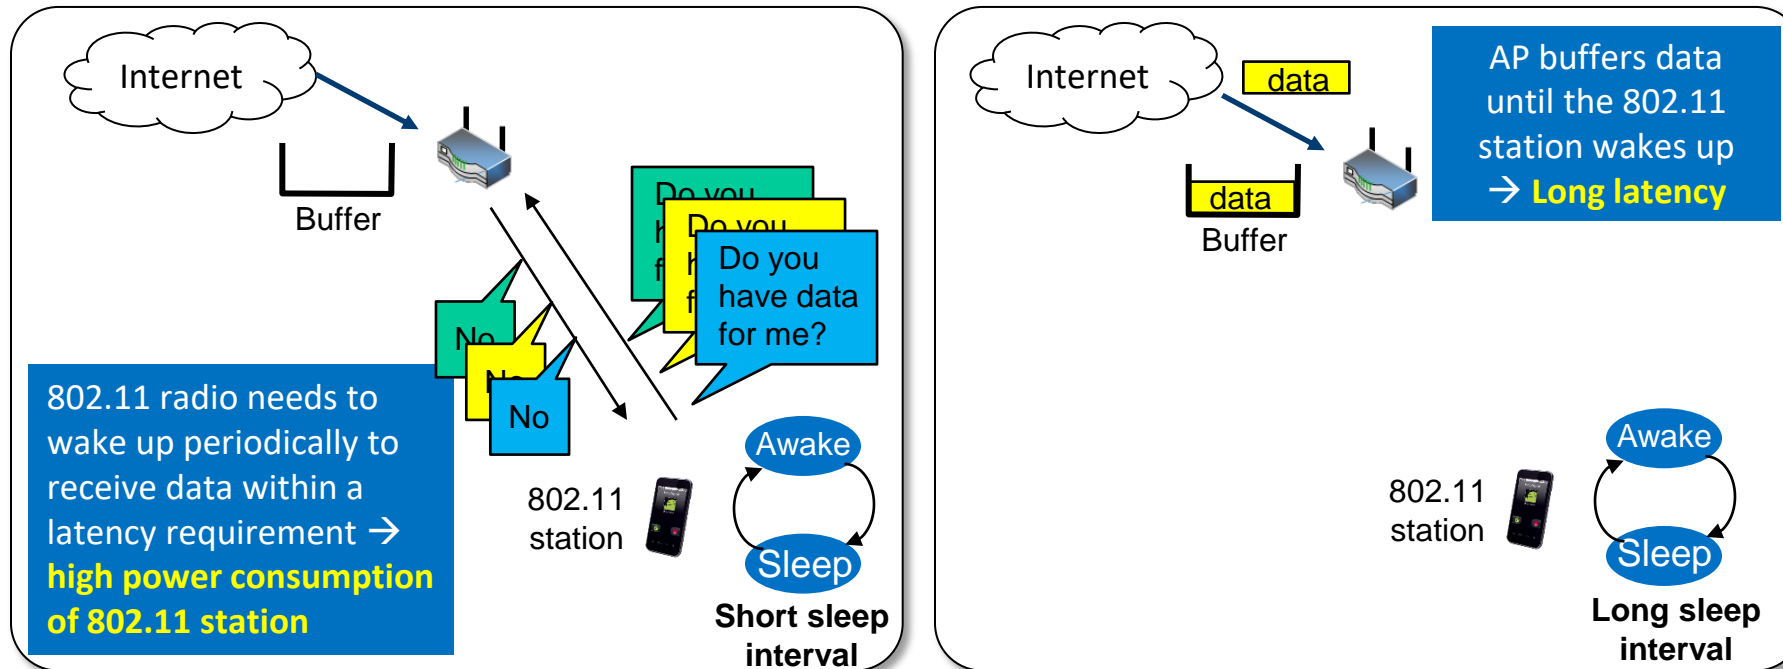 Internet
Buffer
Do you
h
f
Do you
h
f
Do you
have data
for me?
No
No
No
802.11 radio needs to
wake up periodically to
receive data within a
latency requirement →
high power consumption
of 802.11 station
802.11
station
Awake
Sleep
Short sleep
interval
Internet
data
data
Buffer
AP buffers data
until the 802.11
station wakes up
→ Long latency
802.11
station
Awake
Sleep
Long sleep
interval